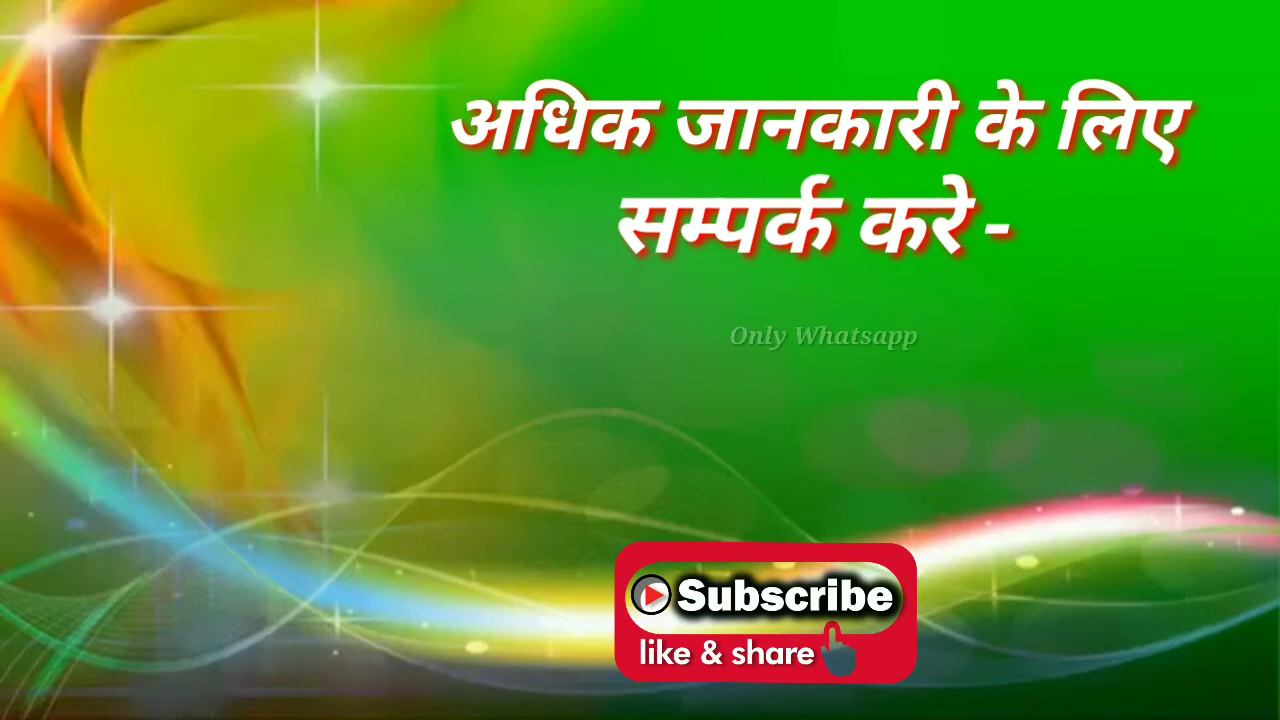 अधिक जानकारी के लिए
सम्पर्क करे -
Only Whatsapp
Subscribe
like & share